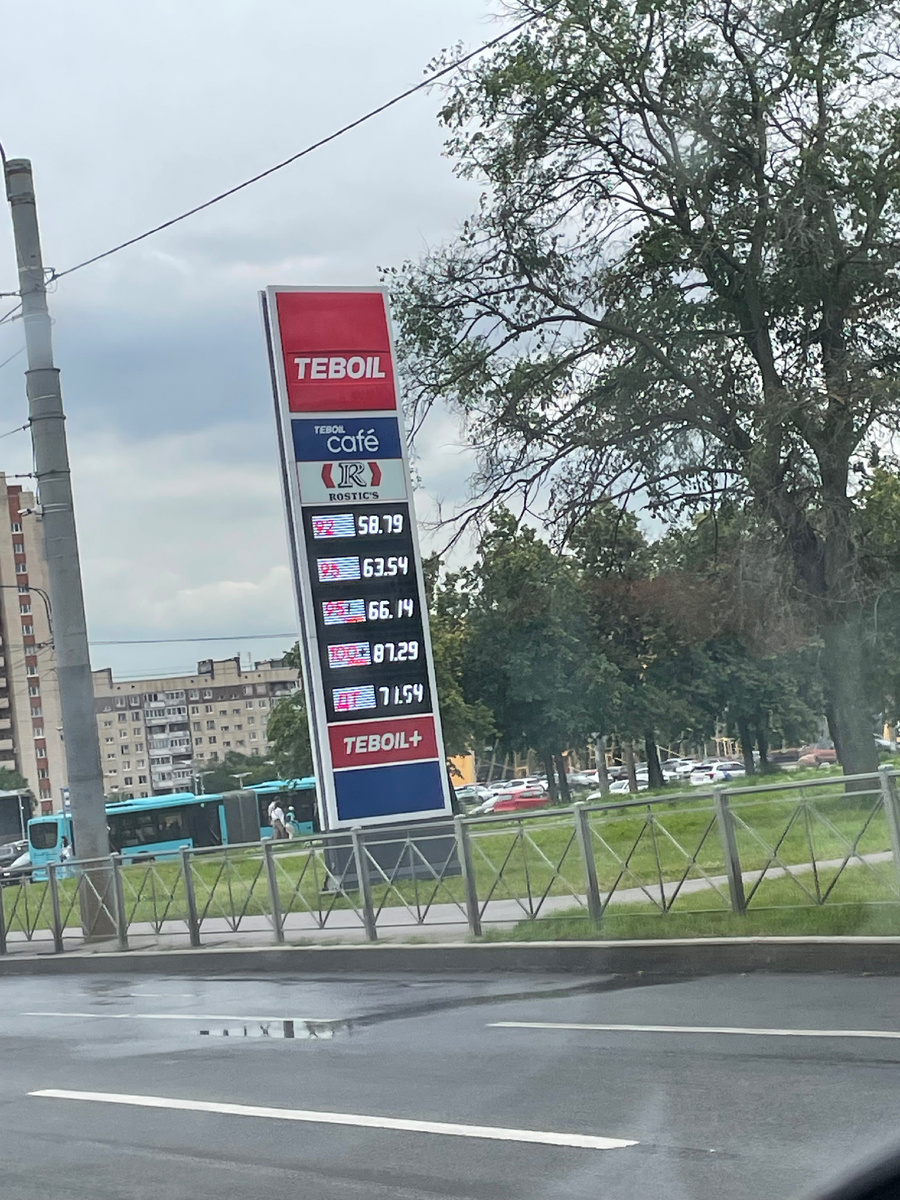 TEBOIL
TEBOIL
café
R
ROSTIC'S
92 58.79
95 63.54
95+ 66.14
100+ 87.29
ДТ 71.54
TEBOIL+